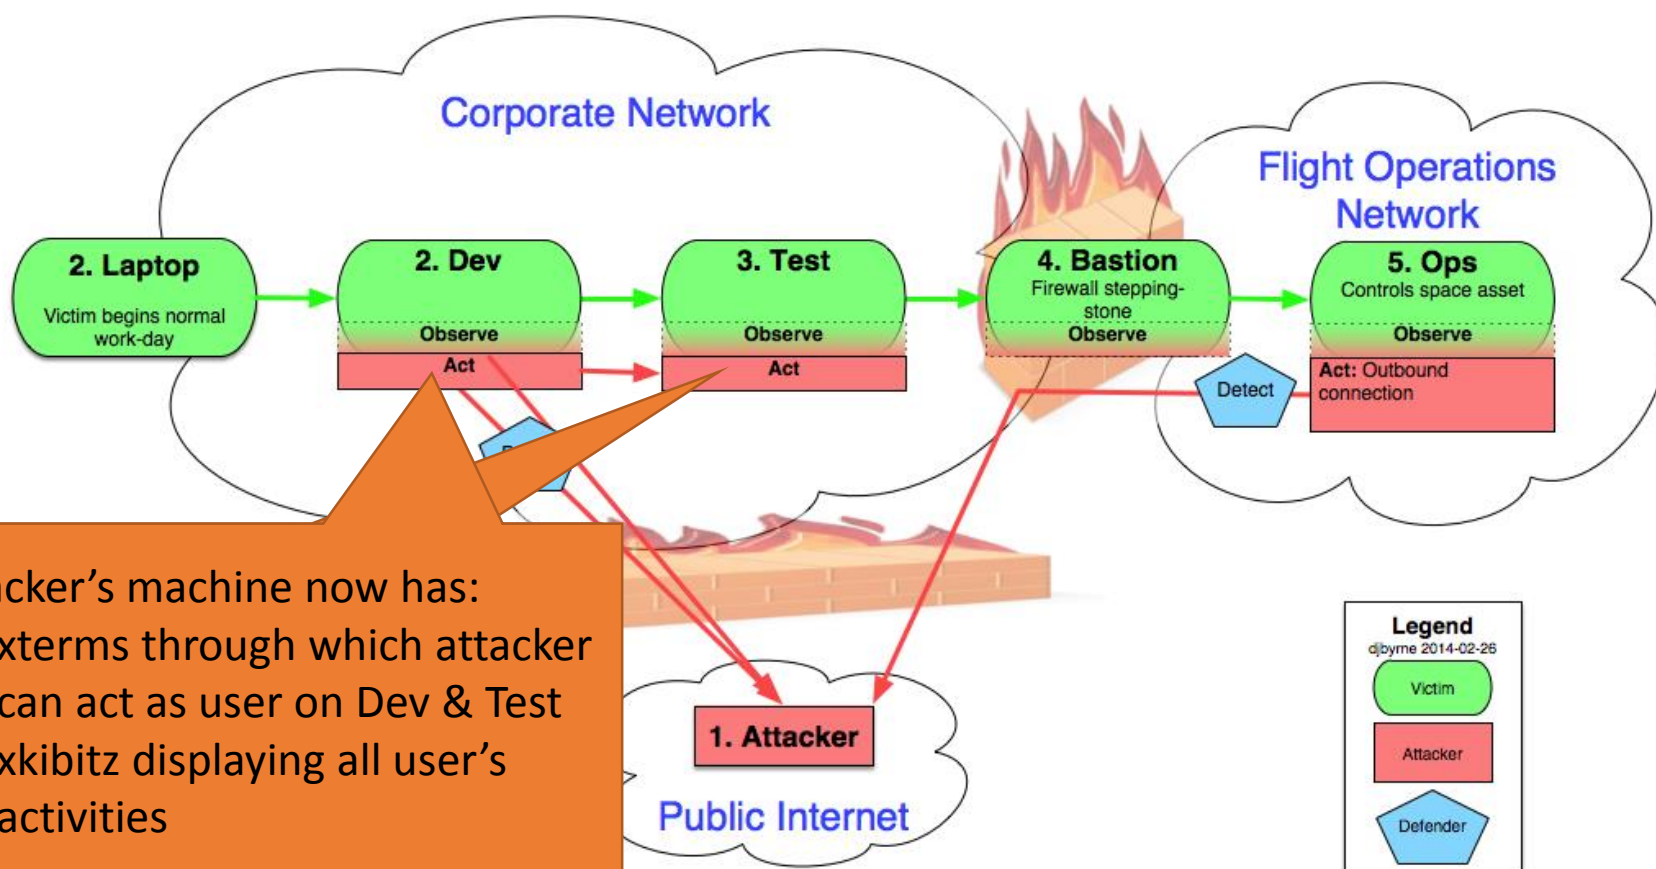 Corporate Network
Flight Operations
Network
2. Laptop
Victim begins normal
work-day
2. Dev
Observe
Act
3. Test
Observe
Act
4. Bastion
Firewall stepping-
stone
Observe
5. Ops
Controls space asset
Observe
Act: Outbound
connection
Detect
acker’s machine now has:
xterms through which attacker
can act as user on Dev & Test
xkibitz displaying all user’s
activities
1. Attacker
Public Internet
Legend
djbyrne 2014-02-26
Victim
Attacker
Defender